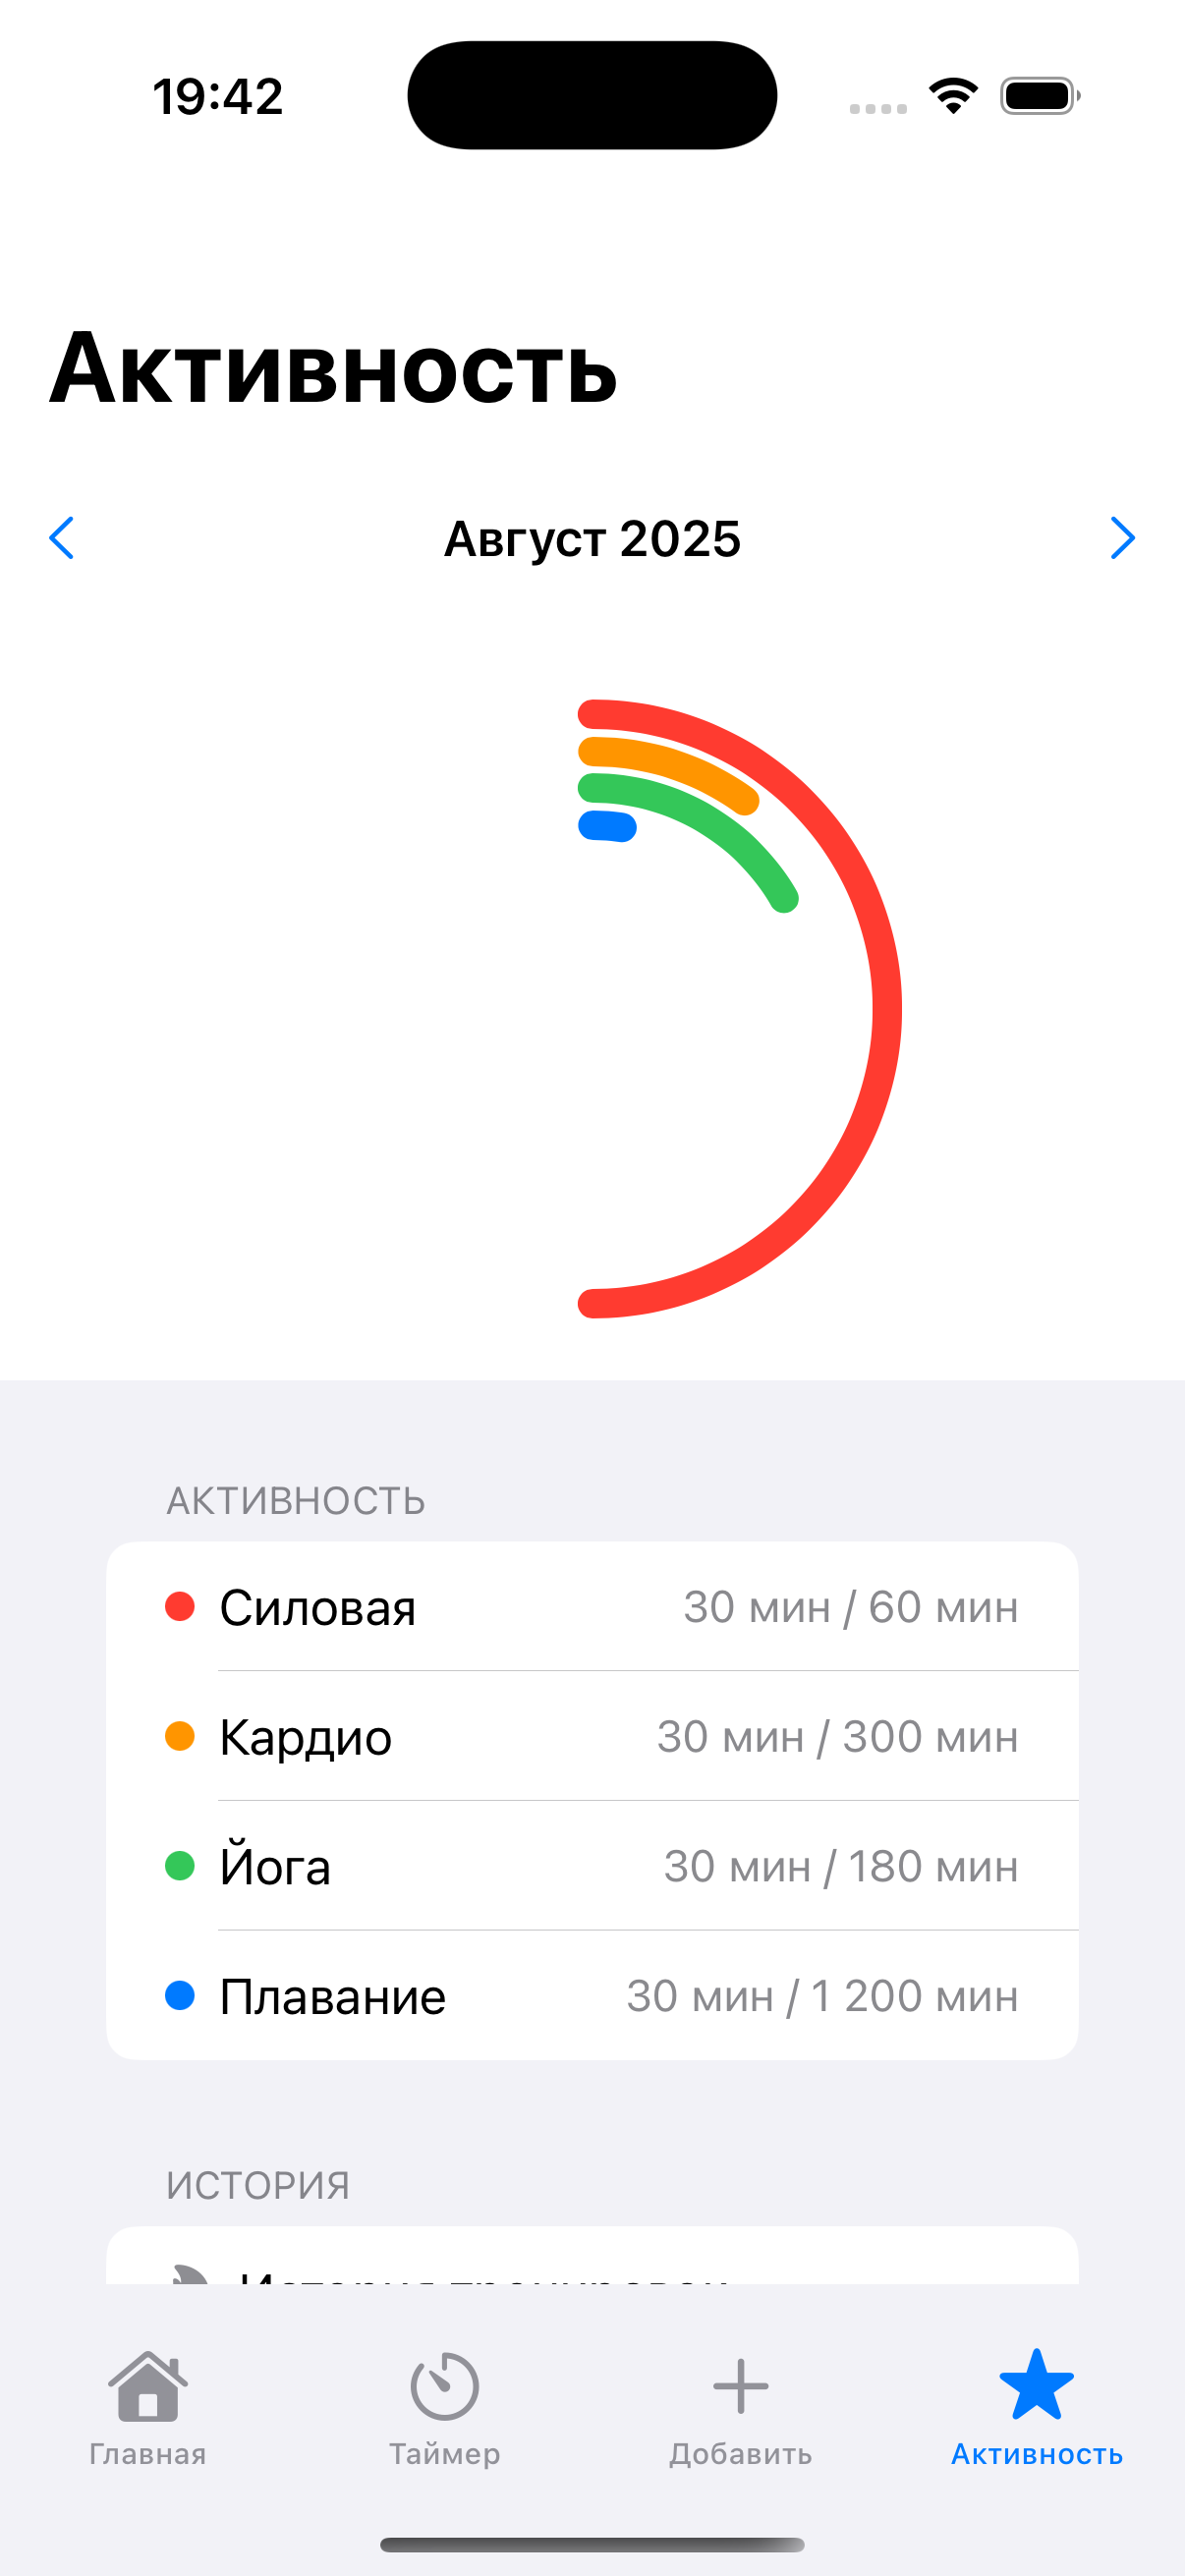 19:42
Активность
Август 2025
АКТИВНОСТЬ
Силовая 30 мин / 60 мин
Кардио 30 мин / 300 мин
Йога 30 мин / 180 мин
Плавание 30 мин / 1 200 мин
ИСТОРИЯ
Главная Таймер Добавить Активность